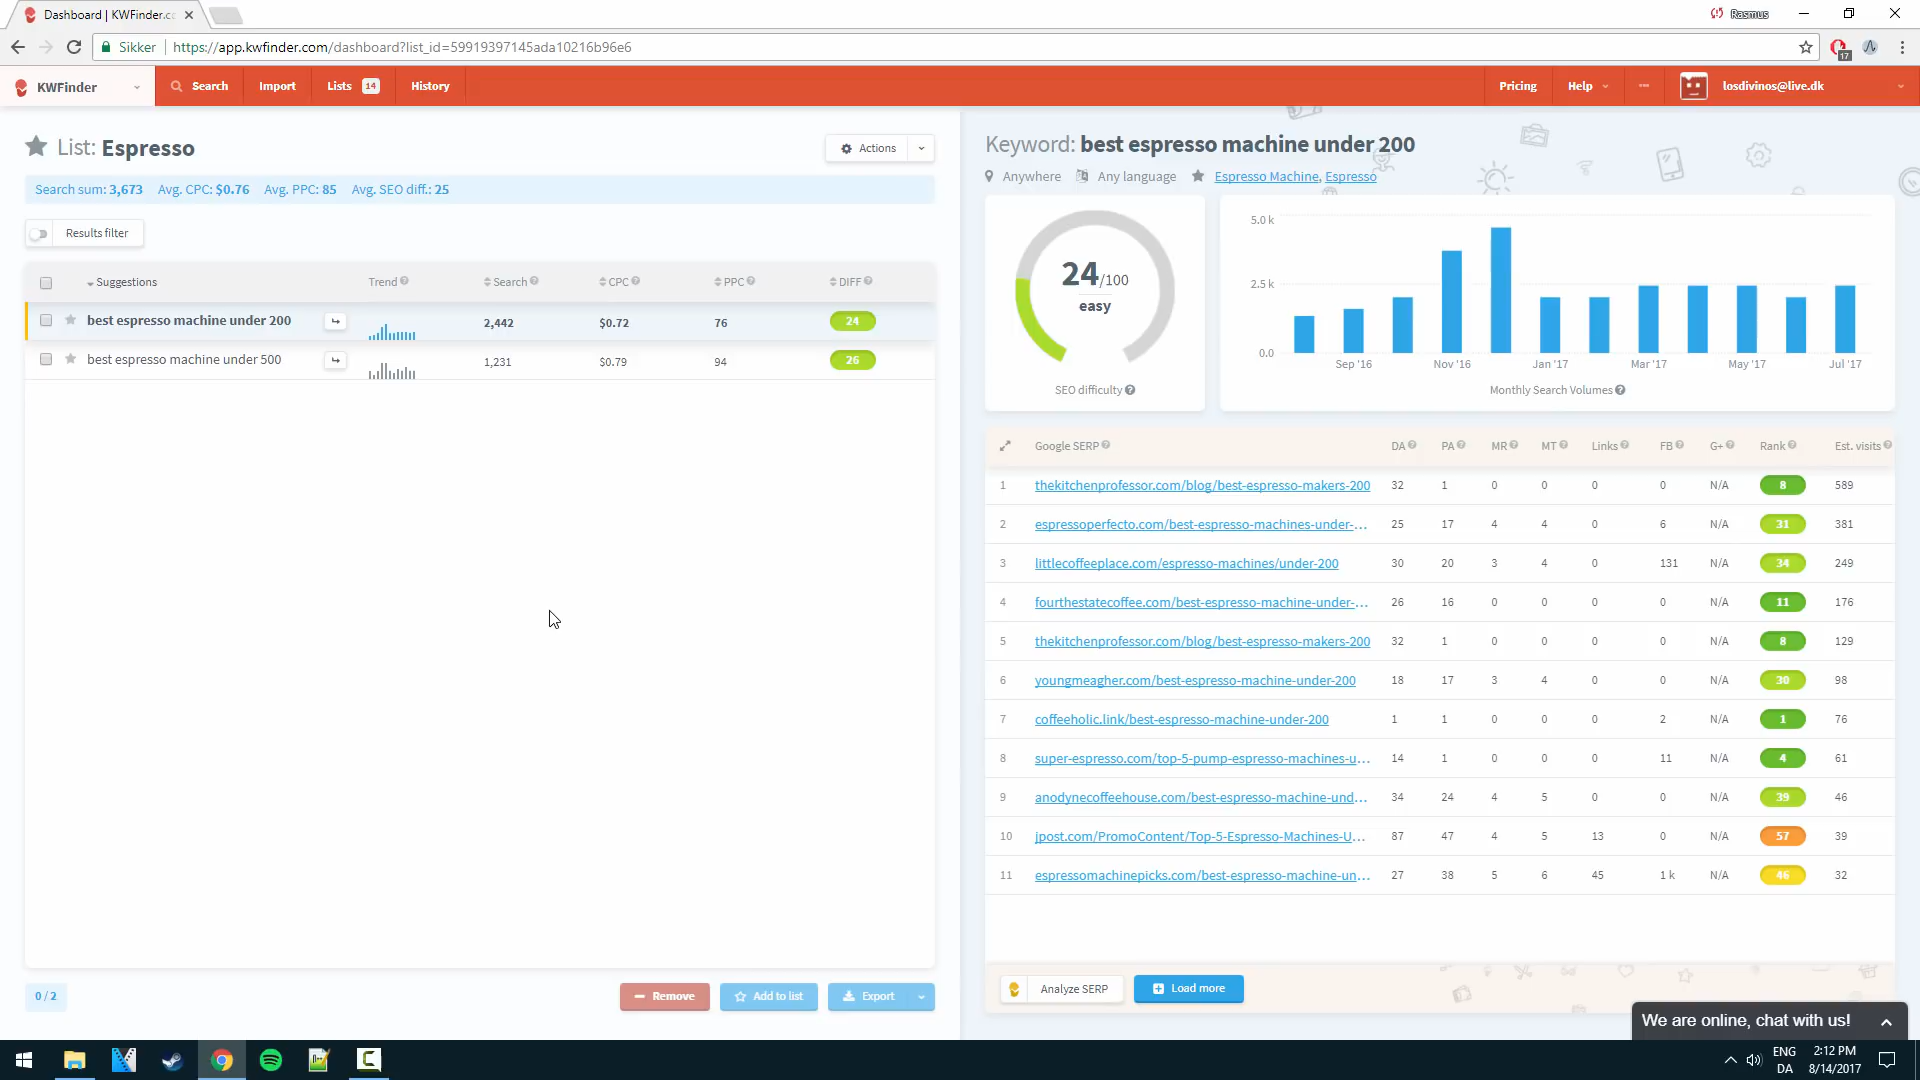 Dashboard | KWFinder.co
Rasmus
Sikker
https://app.kwfinder.com/dashboard?list_id=59919397145ada10216b96e6
17
KWFinder
Search
Import
Lists 14
History
Pricing
Help
losdivinos@live.dk
List: Espresso
Actions
Search sum: 3,673 Avg. CPC: $0.76 Avg. PPC: 85 Avg. SEO diff.: 25
Results filter
Suggestions Trend Search CPC PPC DIFF
best espresso machine under 200 2,442 $0.72 76 24
best espresso machine under 500 1,231 $0.79 94 26
0 / 2
Remove
Add to list
Export
Keyword: best espresso machine under 200
Anywhere Any language Espresso Machine, Espresso
24/100
easy
SEO difficulty
5.0 k
2.5 k
0.0
Sep '16 Nov '16 Jan '17 Mar '17 May '17 Jul '17
Monthly Search Volumes
Google SERP DA PA MR MT Links FB G+ Rank Est. visits
1 thekitchenprofessor.com/blog/best-espresso-makers-200 32 1 0 0 0 0 N/A 8 589
2 espressoperfecto.com/best-espresso-machines-under-... 25 17 4 4 0 6 N/A 31 381
3 littlecoffeeplace.com/espresso-machines/under-200 30 20 3 4 0 131 N/A 34 249
4 fourthestatecoffee.com/best-espresso-machine-under-... 26 16 0 0 0 0 N/A 11 176
5 thekitchenprofessor.com/blog/best-espresso-makers-200 32 1 0 0 0 0 N/A 8 129
6 youngmeagher.com/best-espresso-machine-under-200 18 17 3 4 0 0 N/A 30 98
7 coffeeholic.link/best-espresso-machine-under-200 1 1 0 0 0 2 N/A 1 76
8 super-espresso.com/top-5-pump-espresso-machines-u... 14 1 0 0 0 11 N/A 4 61
9 anodynecoffeehouse.com/best-espresso-machine-und... 34 24 4 5 0 0 N/A 39 46
10 jpost.com/PromoContent/Top-5-Espresso-Machines-U... 87 47 4 5 13 0 N/A 57 39
11 espressomachinepicks.com/best-espresso-machine-un... 27 38 5 6 45 1 k N/A 46 32
Analyze SERP
Load more
We are online, chat with us!
ENG
DA
2:12 PM
8/14/2017